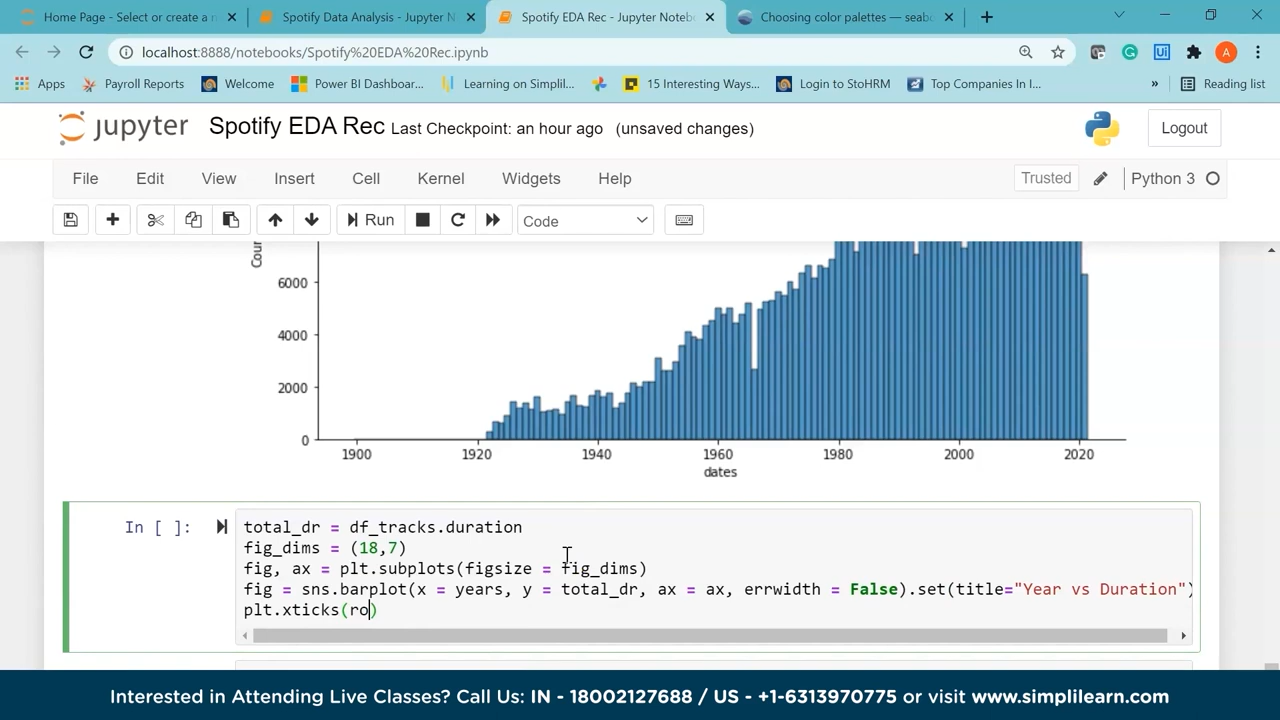 Home Page - Select or create a n
Spotify Data Analysis - Jupyter N
Spotify EDA Rec - Jupyter Noteb
Choosing color palettes — seab
localhost:8888/notebooks/Spotify%20EDA%20Rec.ipynb
A
Apps
Payroll Reports
Welcome
Power BI Dashboar...
Learning on Simplil...
15 Interesting Ways...
Login to StoHRM
Top Companies In I...
»
Reading list
jupyter Spotify EDA Rec Last Checkpoint: an hour ago (unsaved changes)
Logout
File Edit View Insert Cell Kernel Widgets Help
Trusted
Python 3
Run
Code
Coun
6000
4000
2000
0
1900 1920 1940 1960 1980 2000 2020
dates
In [ ]:
total_dr = df_tracks.duration
fig_dims = (18,7)
fig, ax = plt.subplots(figsize = fig_dims)
fig = sns.barplot(x = years, y = total_dr, ax = ax, errwidth = False).set(title="Year vs Duration")
plt.xticks(ro)
Interested in Attending Live Classes? Call Us: IN - 18002127688 / US - +1-6313970775 or visit www.simplilearn.com